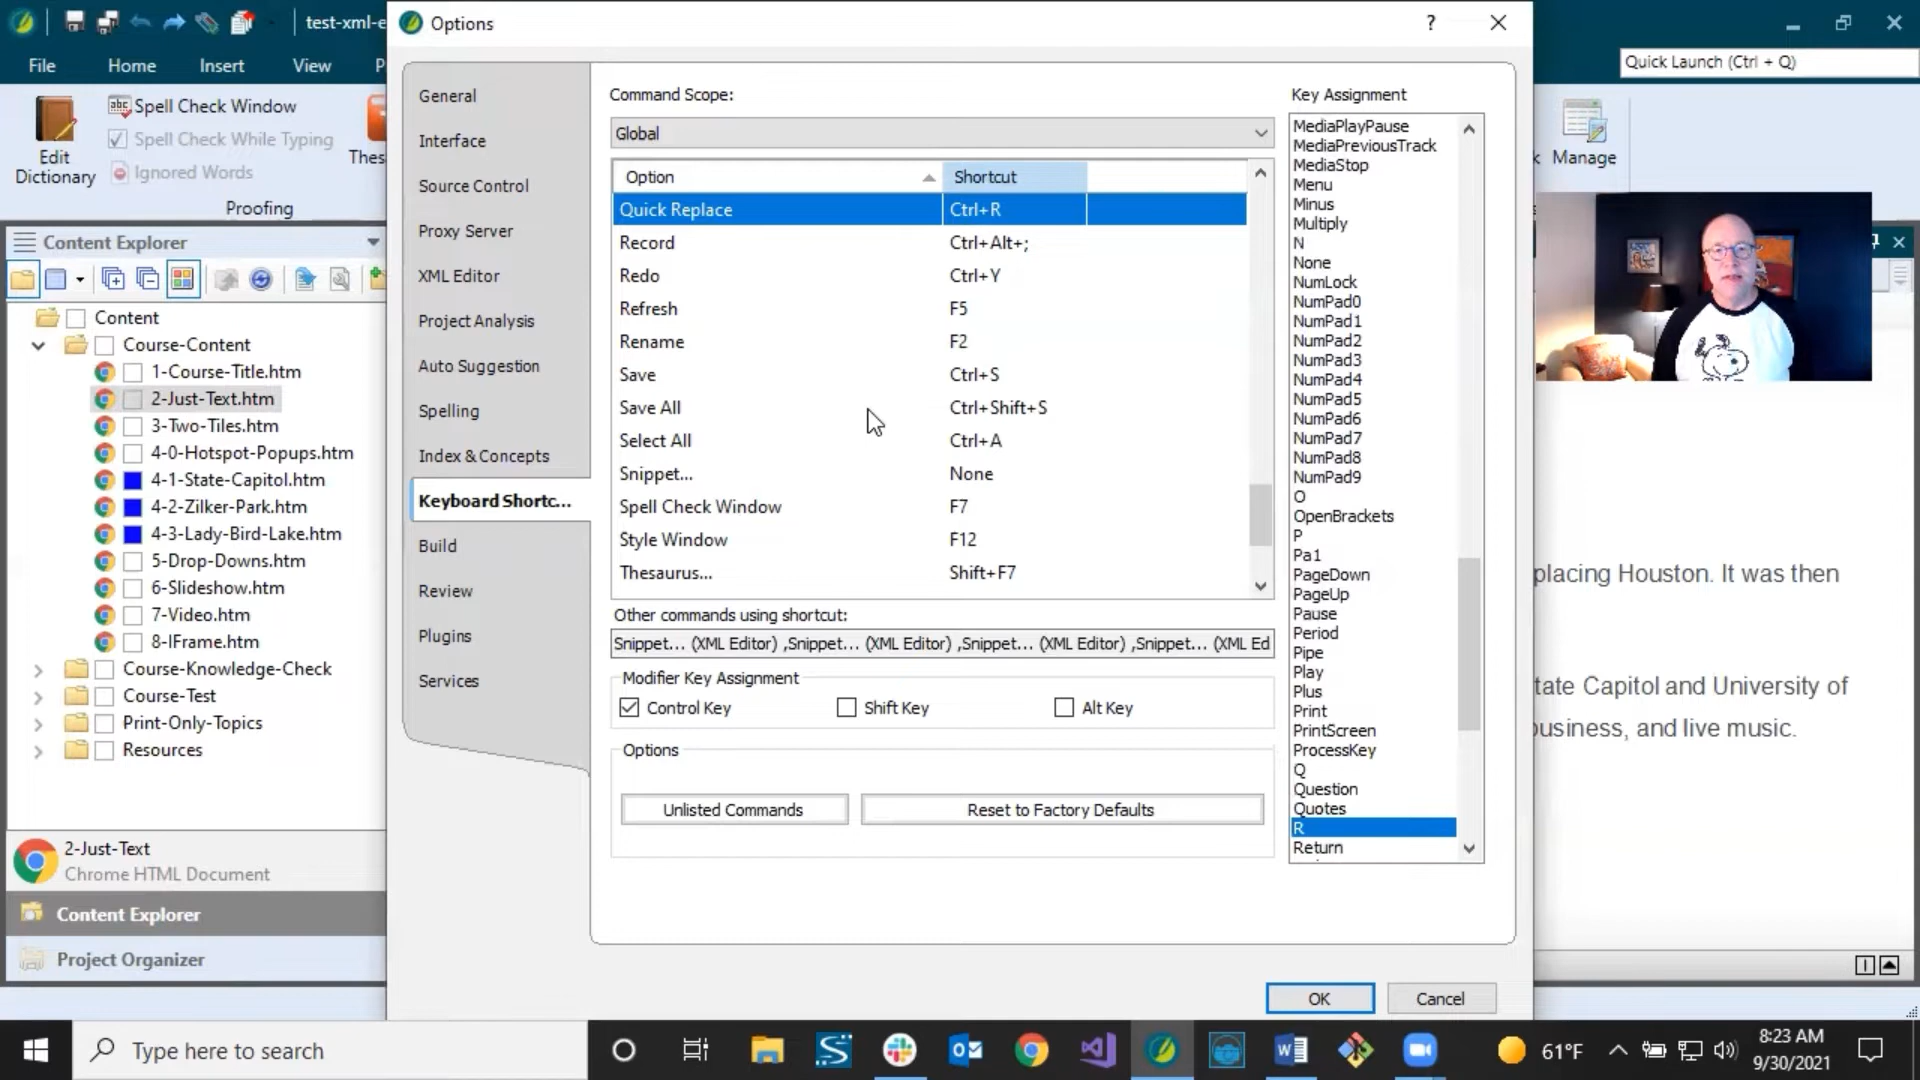 test-xml-e
Options
?
File
Home
Insert
View
P
Quick Launch (Ctrl + Q)
Edit
Dictionary
abc
Spell Check Window
Spell Check While Typing
Ignored Words
Thes
Proofing
k
Manage
Content Explorer
Content
Course-Content
1-Course-Title.htm
2-Just-Text.htm
3-Two-Tiles.htm
4-0-Hotspot-Popups.htm
4-1-State-Capitol.htm
4-2-Zilker-Park.htm
4-3-Lady-Bird-Lake.htm
5-Drop-Downs.htm
6-Slideshow.htm
7-Video.htm
8-IFrame.htm
Course-Knowledge-Check
Course-Test
Print-Only-Topics
Resources
2-Just-Text
Chrome HTML Document
Content Explorer
Project Organizer
General
Interface
Source Control
Proxy Server
XML Editor
Project Analysis
Auto Suggestion
Spelling
Index & Concepts
Keyboard Shortc...
Build
Review
Plugins
Services
Command Scope:
Global
Option Shortcut
Quick Replace Ctrl+R
Record Ctrl+Alt+;
Redo Ctrl+Y
Refresh F5
Rename F2
Save Ctrl+S
Save All Ctrl+Shift+S
Select All Ctrl+A
Snippet... None
Spell Check Window F7
Style Window F12
Thesaurus... Shift+F7
Other commands using shortcut:
Snippet... (XML Editor) ,Snippet... (XML Editor) ,Snippet... (XML Editor) ,Snippet... (XML Ed
Modifier Key Assignment
Control Key
Shift Key
Alt Key
Options
Unlisted Commands
Reset to Factory Defaults
Key Assignment
MediaPlayPause
MediaPreviousTrack
MediaStop
Menu
Minus
Multiply
N
None
NumLock
NumPad0
NumPad1
NumPad2
NumPad3
NumPad4
NumPad5
NumPad6
NumPad7
NumPad8
NumPad9
O
OpenBrackets
P
Pa1
PageDown
PageUp
Pause
Period
Pipe
Play
Plus
Print
PrintScreen
ProcessKey
Q
Question
Quotes
R
Return
OK
Cancel
placing Houston. It was then
tate Capitol and University of
business, and live music.
Type here to search
61°F
8:23 AM
9/30/2021